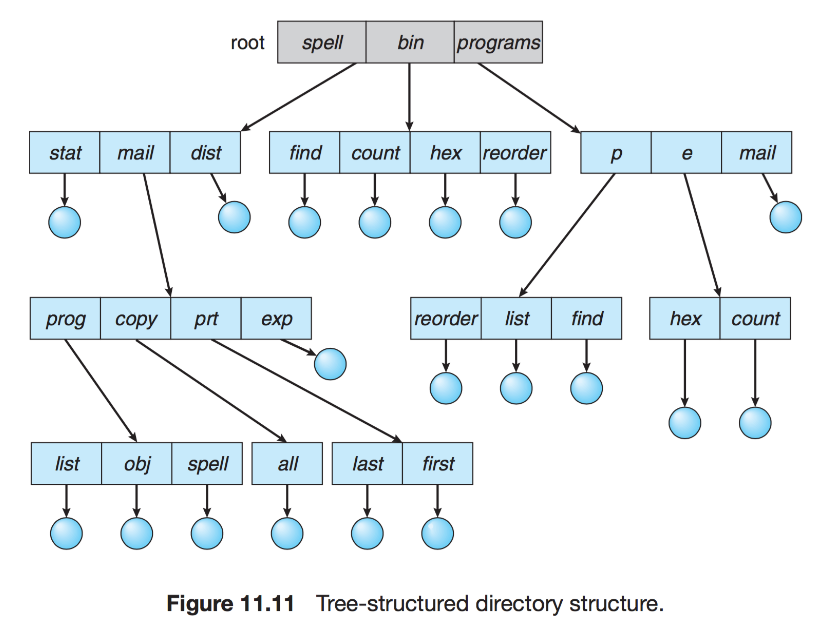 root spell bin programs
stat mail dist find count hex reorder p e mail
prog copy prt exp reorder list find hex count
list obj spell all last first
Figure 11.11 Tree-structured directory structure.